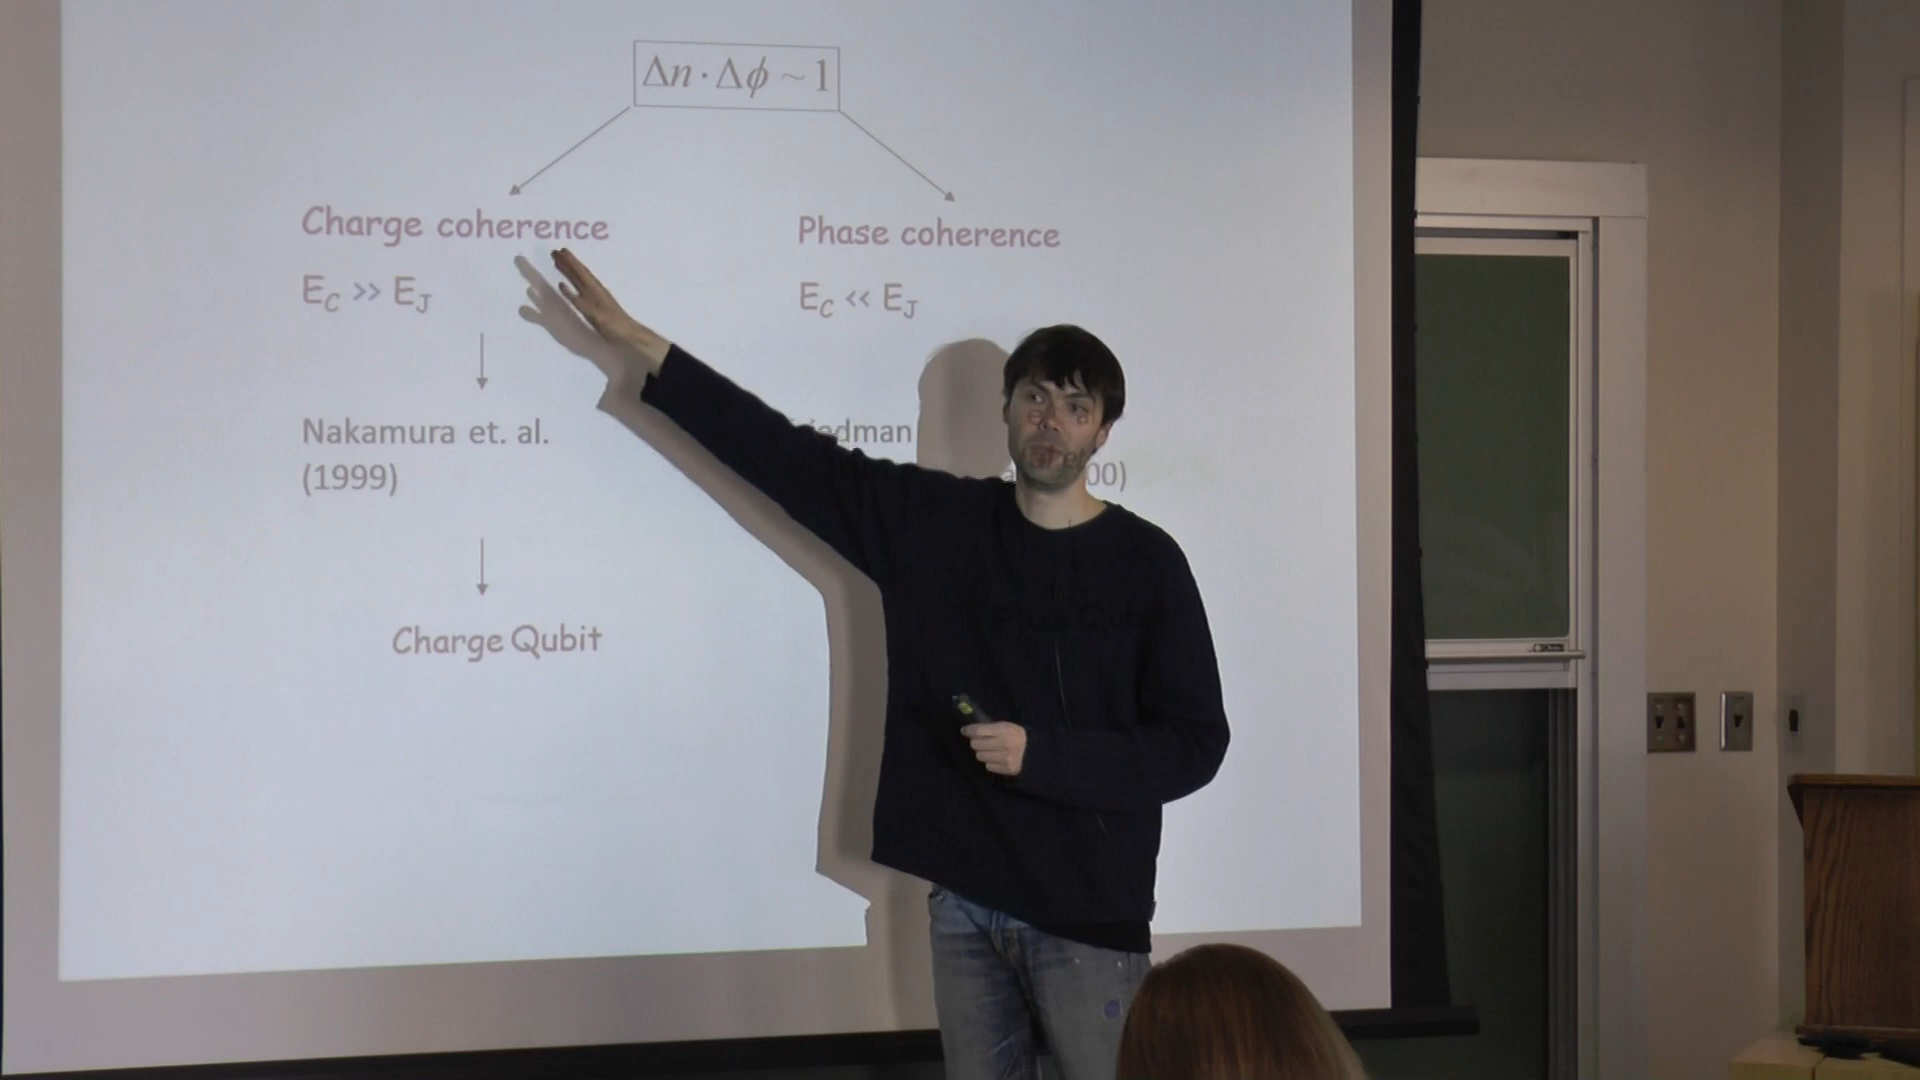 Δn · Δϕ ~ 1
Charge coherence
Phase coherence
E_C >> E_J
E_C << E_J
Nakamura et. al.
(1999)
Charge Qubit